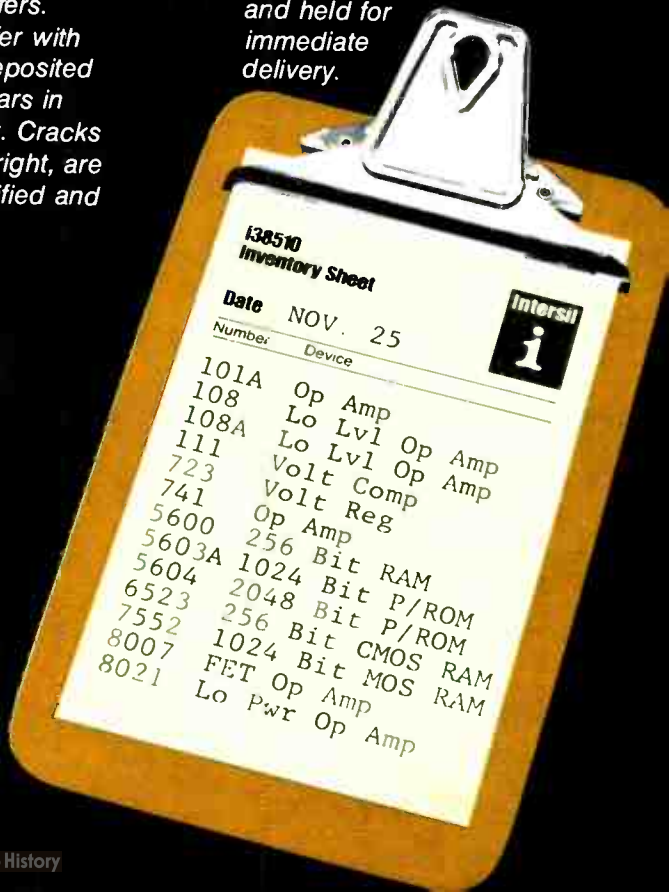 ers.
er with
eposited
ars in
. Cracks
right, are
ified and
and held for
immediate
delivery.
i38510
Inventory Sheet
Intersil
i
Date NOV. 25
Number Device
101A Op Amp
108 Lo Lvl Op Amp
108A Lo Lvl Op Amp
111 Volt Comp
723 Volt Reg
741 Op Amp
5600 256 Bit RAM
5603A 1024 Bit P/ROM
5604 2048 Bit P/ROM
6523 256 Bit CMOS RAM
7552 1024 Bit MOS RAM
8007 FET Op Amp
8021 Lo Pwr Op Amp
History